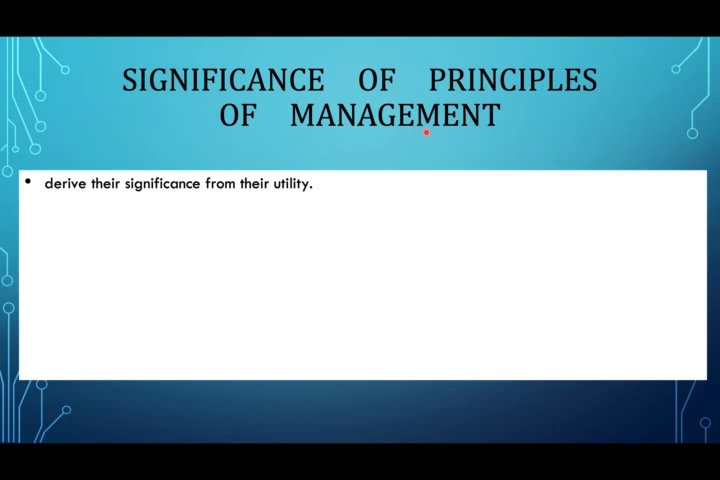 SIGNIFICANCE OF PRINCIPLES
OF MANAGEMENT
• derive their significance from their utility.